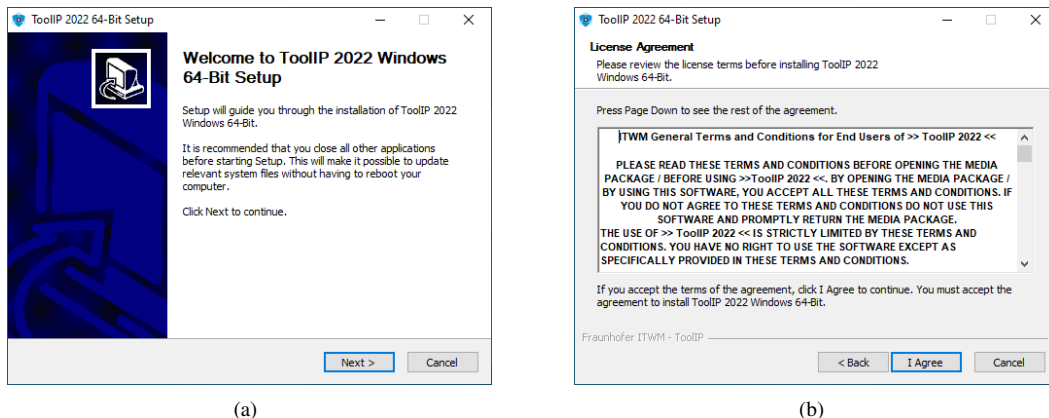 ToolIP 2022 64-Bit Setup
Welcome to ToolIP 2022 Windows
64-Bit Setup
Setup will guide you through the installation of ToolIP 2022
Windows 64-Bit.
It is recommended that you close all other applications
before starting Setup. This will make it possible to update
relevant system files without having to reboot your
computer.
Click Next to continue.
Next >
Cancel
(a)
ToolIP 2022 64-Bit Setup
License Agreement
Please review the license terms before installing ToolIP 2022
Windows 64-Bit.
Press Page Down to see the rest of the agreement.
ITWM General Terms and Conditions for End Users of >> ToolIP 2022 <<
PLEASE READ THESE TERMS AND CONDITIONS BEFORE OPENING THE MEDIA
PACKAGE / BEFORE USING >>ToolIP 2022 <<. BY OPENING THE MEDIA PACKAGE /
BY USING THIS SOFTWARE, YOU ACCEPT ALL THESE TERMS AND CONDITIONS. IF
YOU DO NOT AGREE TO THESE TERMS AND CONDITIONS DO NOT USE THIS
SOFTWARE AND PROMPTLY RETURN THE MEDIA PACKAGE.
THE USE OF >> ToolIP 2022 << IS STRICTLY LIMITED BY THESE TERMS AND
CONDITIONS. YOU HAVE NO RIGHT TO USE THE SOFTWARE EXCEPT AS
SPECIFICALLY PROVIDED IN THESE TERMS AND CONDITIONS.
If you accept the terms of the agreement, click I Agree to continue. You must accept the
agreement to install ToolIP 2022 Windows 64-Bit.
Fraunhofer ITWM - ToolIP
< Back
I Agree
Cancel
(b)